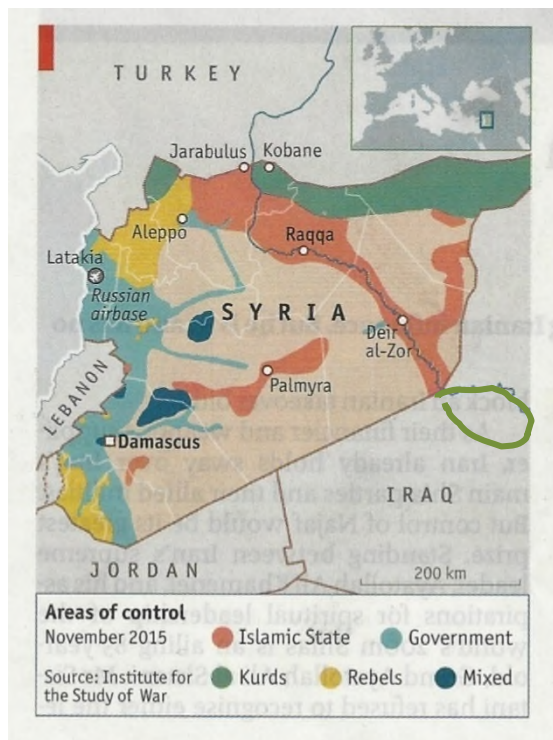 TURKEY
Jarabulus
Kobane
Aleppo
Raqqa
Latakia
Russian
airbase
SYRIA
Deir
al-Zor
LEBANON
Palmyra
Damascus
IRAQ
JORDAN
200 km
Areas of control
November 2015
Islamic State
Government
Source: Institute for
the Study of War
Kurds
Rebels
Mixed